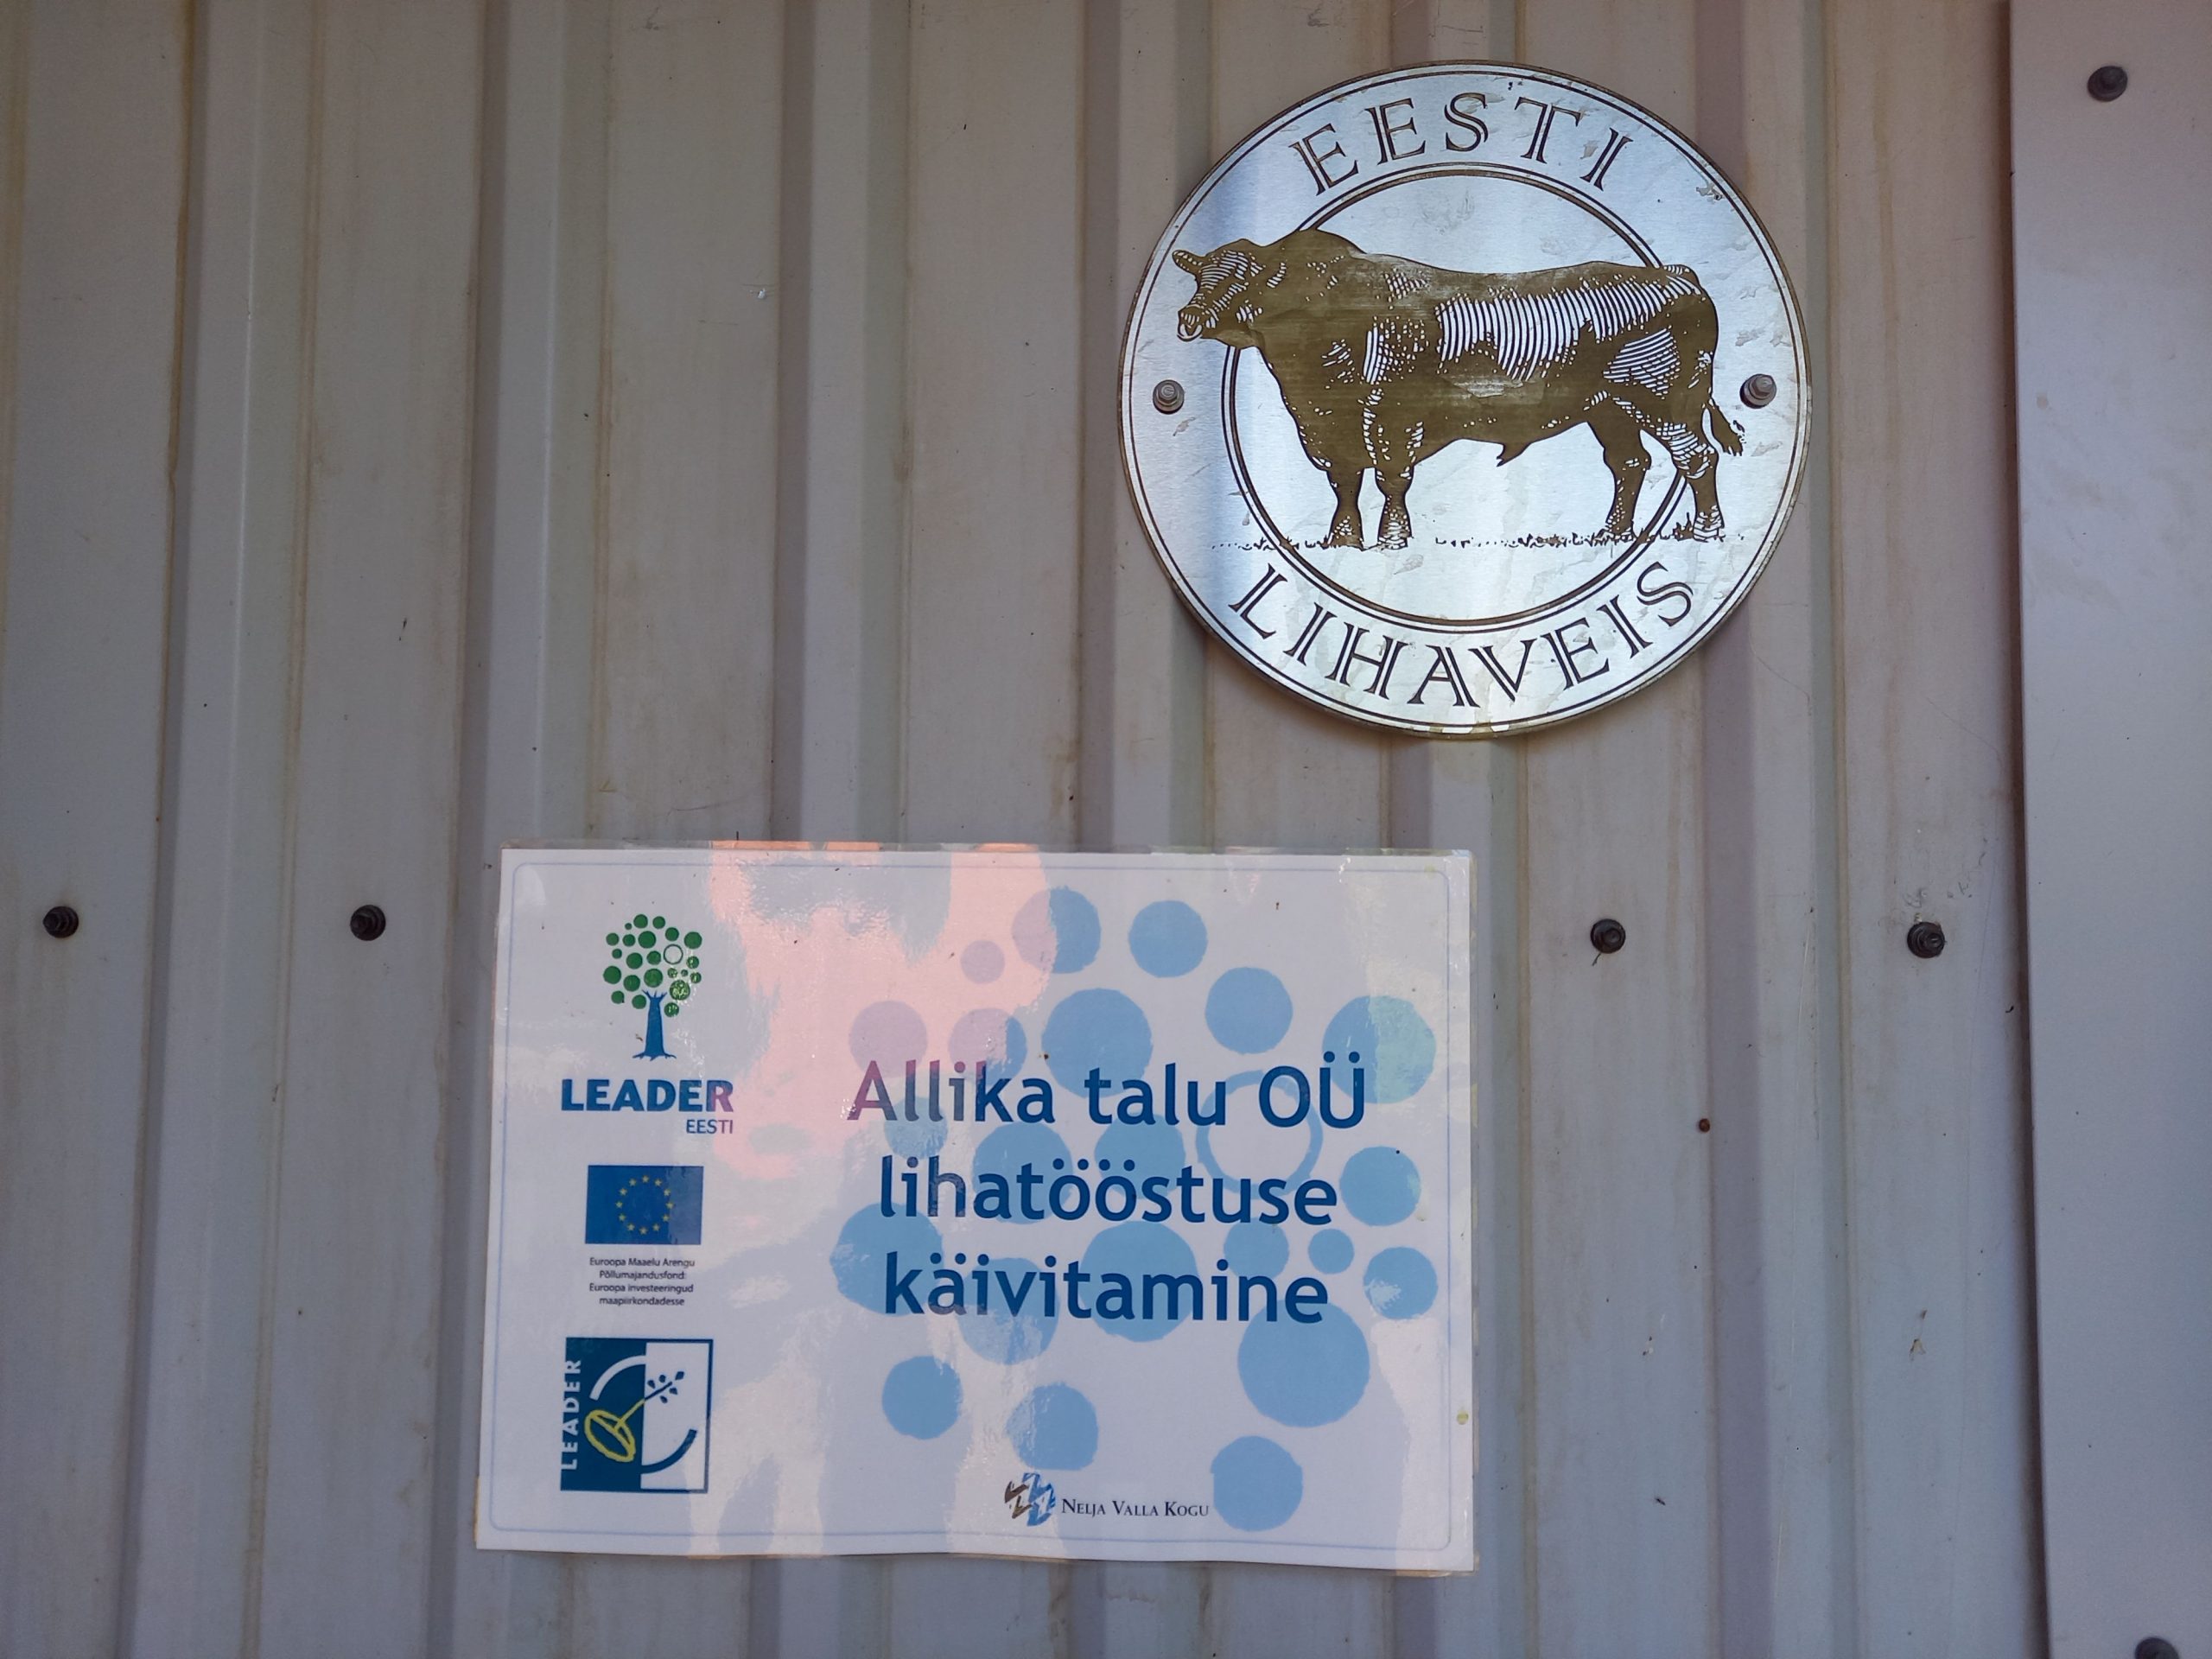 EESTI
LIHAVEIS
LEADER
EESTI
Allika talu OÜ
lihatööstuse
käivitamine
Euroopa Maaelu Arengu
Põllumajandusfond:
Euroopa investeeringud
maapiirkondadesse
LEADER
NELJA VALLA KOGU